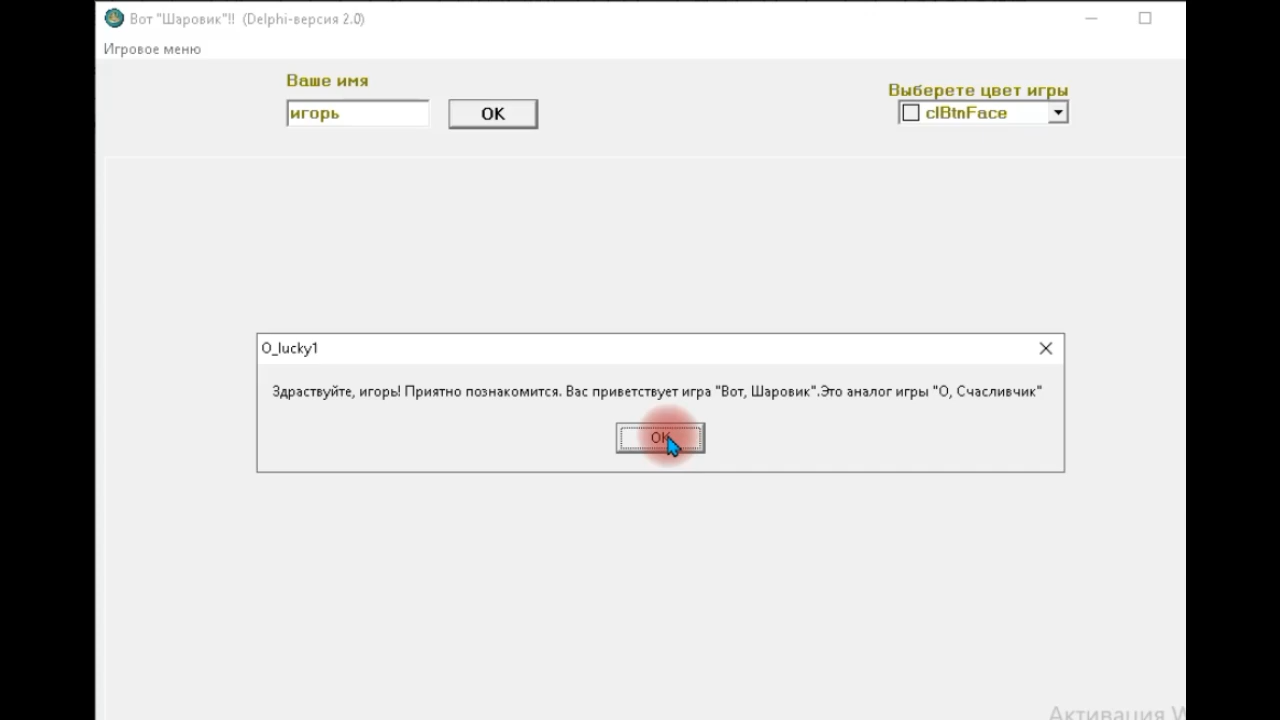 Вот "Шаровик"!! (Delphi-версия 2.0)
Игровое меню
Ваше имя
Выберете цвет игры
игорь
OK
clBtnFace
O_lucky1
Здраствуйте, игорь! Приятно познакомится. Вас приветствует игра "Вот, Шаровик".Это аналог игры "О, Счасливчик"
OK
Активация W